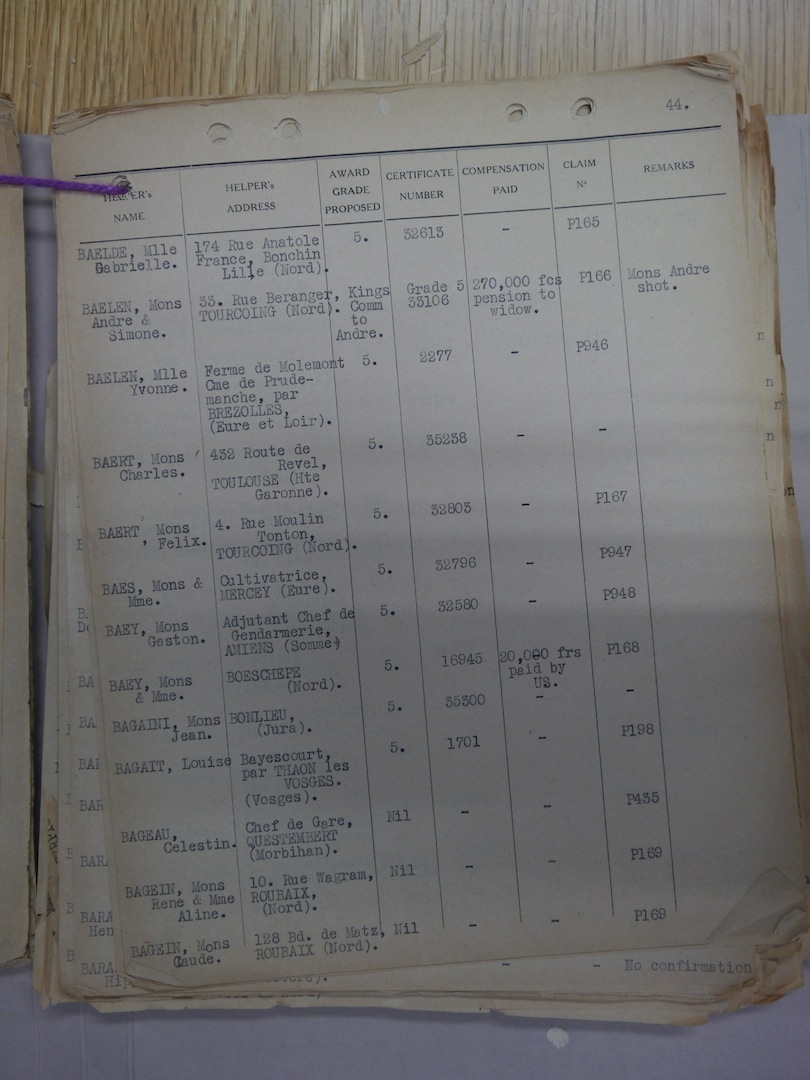 44.
HELPER's NAME
HELPER's ADDRESS
AWARD GRADE PROPOSED
CERTIFICATE NUMBER
COMPENSATION PAID
CLAIM Nº
REMARKS
BAELDE, Mlle 174 Rue Anatole 5. 32613 - P165
Gabrielle. France, Bonchin
Lille (Nord).
BAELEN, Mons 33. Rue Beranger, Kings Grade 5 270,000 fcs P166 Mons Andre
Andre & TOURCOING (Nord). Comm 33106 pension to shot.
Simone. to widow.
Andre.
BAELEN, Mlle Ferme de Molemont 5. 2277 - P946
Yvonne. Cme de Prude-
manche, par
BREZOLLES,
(Eure et Loir).
BAERT, Mons 432 Route de 5. 35238 - -
Charles. Revel,
TOULOUSE (Hte
Garonne).
BAERT Mons 4. Rue Moulin 5. 32803 - P167
, Felix. Tonton,
TOURCOING (Nord).
BAES, Mons & Cultivatrice, 5. 32796 - P947
Mme. MERCEY (Eure).
BAEY, Mons Adjutant Chef de 5. 32580 - P948
Gaston. Gendarmerie,
AMIENS (Somme)
BAEY, Mons BOESCHEPE 5. 16945 20,000 frs P168
& Mme. (Nord). paid by
US.
BAGAINI, Mons BONLIEU, 5. 35300 - -
Jean. (Jura).
BAGAIT, Louise Bayescourt, 5. 1701 - P198
par THAON les
VOSGES.
(Vosges).
BAGEAU, Chef de Gare, Nil - - P435
Celestin. QUESTEMBERT
(Morbihan).
BAGEIN, Mons 10. Rue Wagram, Nil - - P169
Rene & Mme ROUBAIX,
Aline. (Nord).
BAGEIN, Mons 128 Bd. de Matz, Nil - - P169
Caude. ROUBAIX (Nord).
- - No confirmation